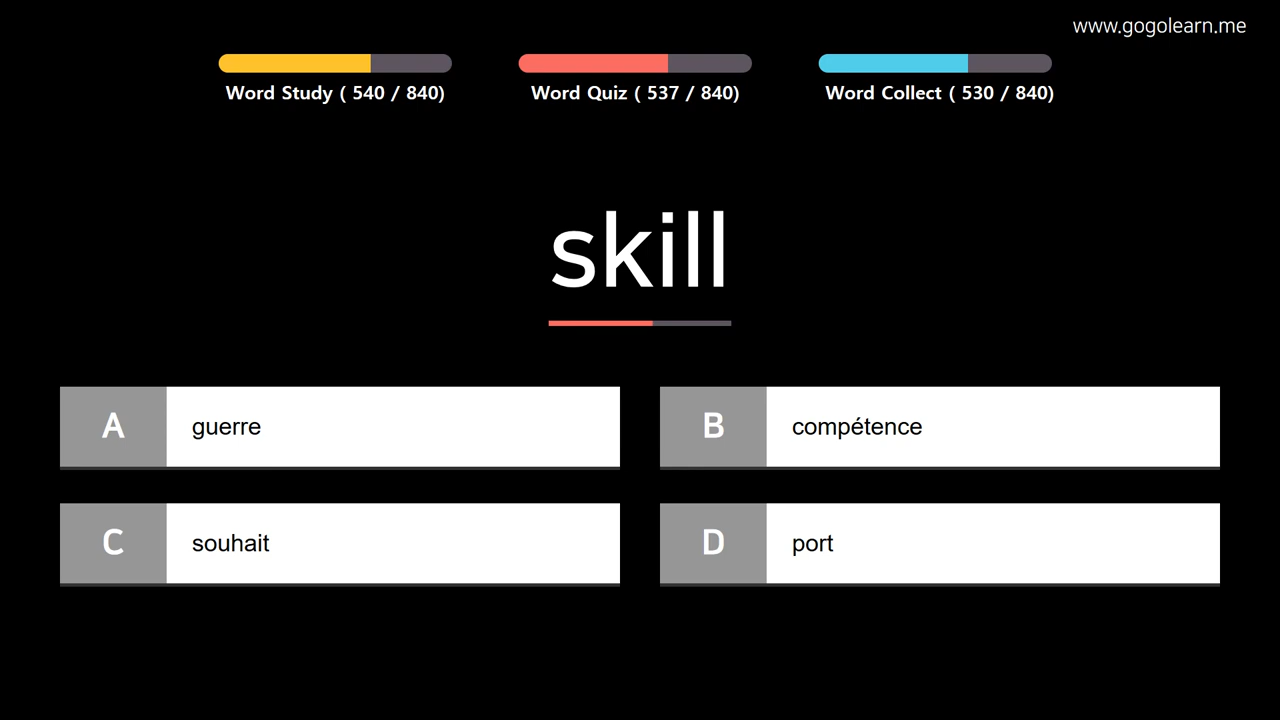 www.gogolearn.me
Word Study ( 540 / 840)
Word Quiz ( 537 / 840)
Word Collect ( 530 / 840)
skill
A guerre
B compétence
C souhait
D port